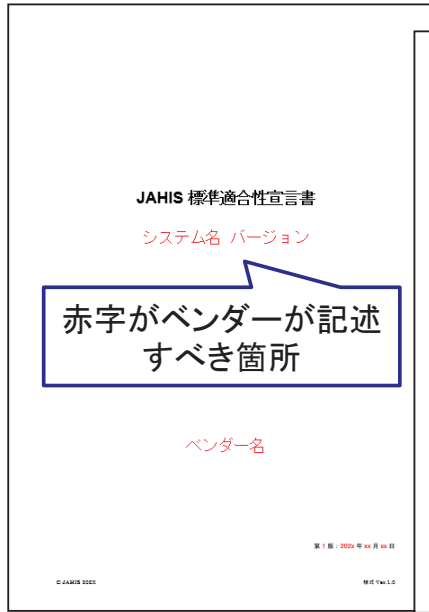 JAHIS 標準適合性宣言書
システム名 バージョン
赤字がベンダーが記述
すべき箇所
ベンダー名
第 1 版：202x 年 xx 月 xx 日
© JAHIS 202X
様式 Ver.1.0